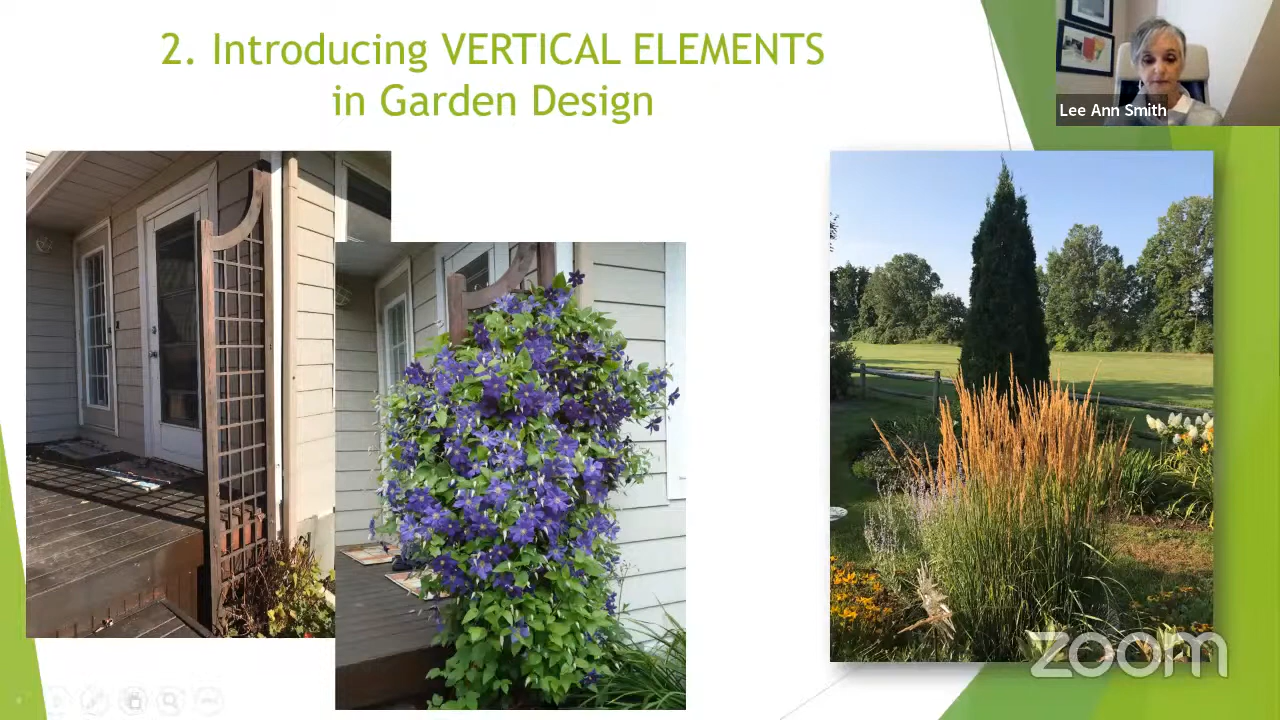 2. Introducing VERTICAL ELEMENTS
in Garden Design
Lee Ann Smith
zoom